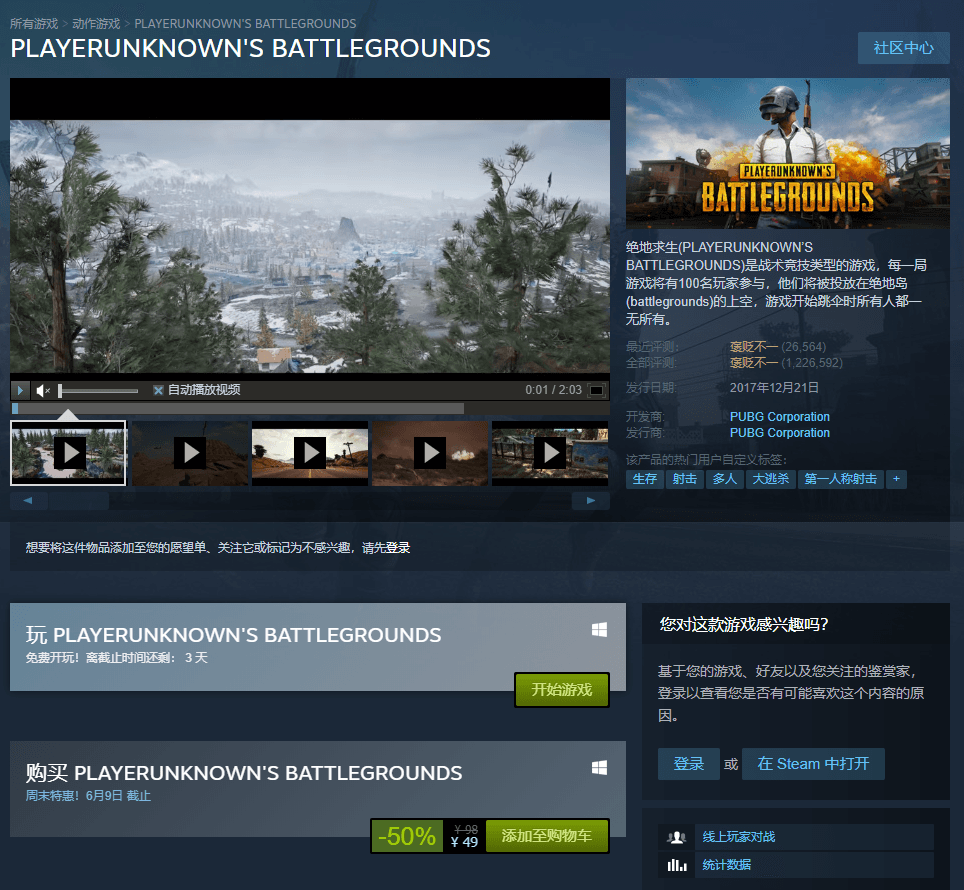 所有游戏 > 动作游戏 > PLAYERUNKNOWN'S BATTLEGROUNDS
PLAYERUNKNOWN'S BATTLEGROUNDS
社区中心
自动播放视频
0:01 / 2:03
PLAYERUNKNOWN'S
BATTLEGROUNDS
绝地求生(PLAYERUNKNOWN'S
BATTLEGROUNDS)是战术竞技类型的游戏，每一局
游戏将有100名玩家参与，他们将被投放在绝地岛
(battlegrounds)的上空，游戏开始跳伞时所有人都一
无所有。
最近评测: 褒贬不一 (26,564)
全部评测: 褒贬不一 (1,226,592)
发行日期: 2017年12月21日
开发商: PUBG Corporation
发行商: PUBG Corporation
该产品的热门用户自定义标签：
生存 射击 多人 大逃杀 第一人称射击 +
想要将这件物品添加至您的愿望单、关注它或标记为不感兴趣，请先登录
玩 PLAYERUNKNOWN'S BATTLEGROUNDS
免费开玩！离截止时间还剩： 3 天
开始游戏
购买 PLAYERUNKNOWN'S BATTLEGROUNDS
周末特惠！6月9日 截止
-50% ¥ 98
¥ 49 添加至购物车
您对这款游戏感兴趣吗？
基于您的游戏、好友以及您关注的鉴赏家，
登录以查看您是否有可能喜欢这个内容的原
因。
登录 或 在 Steam 中打开
线上玩家对战
统计数据